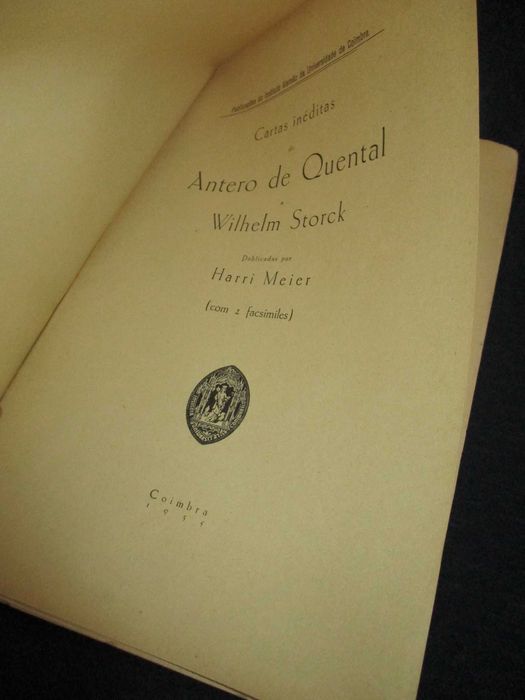 Publicações do Instituto Alemão da Universidade de Coimbra
Cartas inéditas
de
Antero de Quental
a
Wilhelm Storck
Publicadas por
Harri Meier
(com 2 facsímiles)
Coimbra